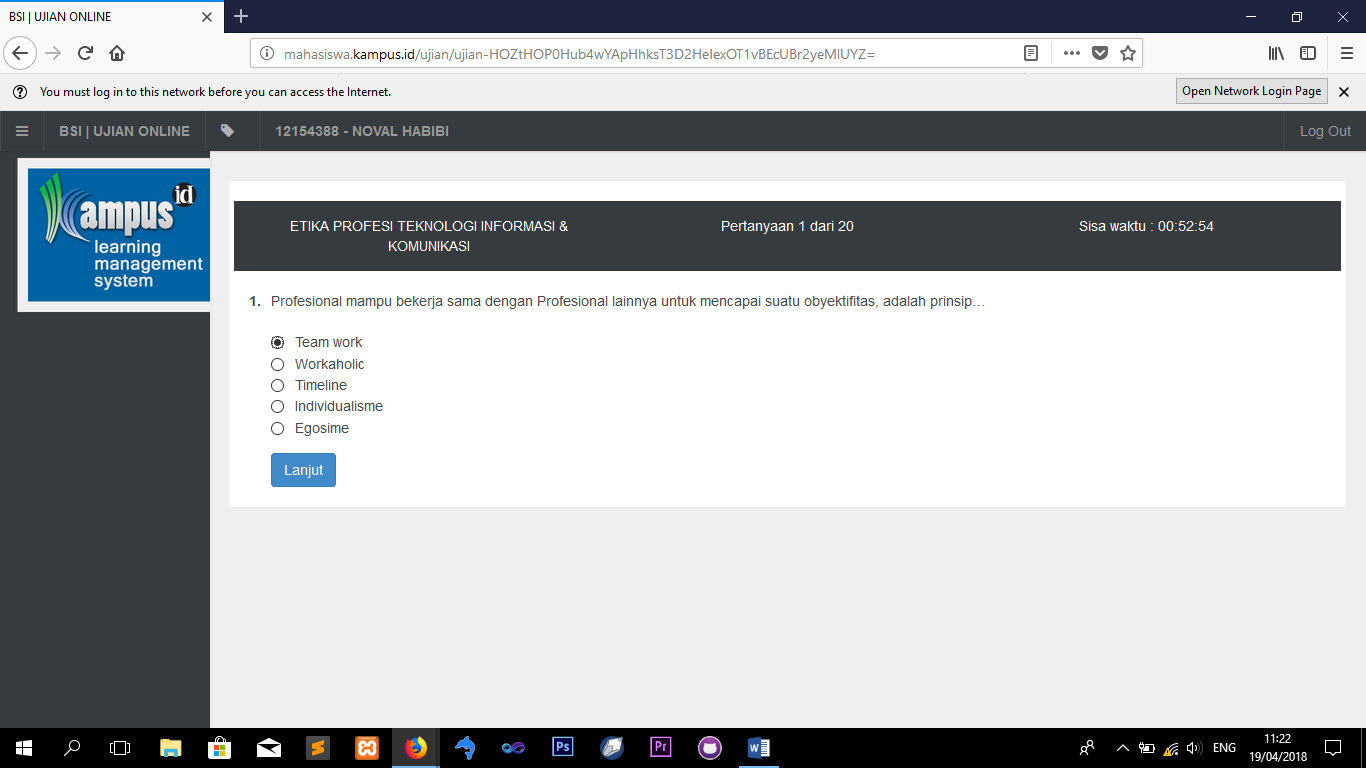 BSI | UJIAN ONLINE
mahasiswa.kampus.id/ujian/ujian-HOZtHOP0Hub4wYApHhksT3D2HeIexOT1vBEcUBr2yeMIUYZ=
You must log in to this network before you can access the Internet.
Open Network Login Page
BSI | UJIAN ONLINE
12154388 - NOVAL HABIBI
Log Out
Kampus id
learning
management
system
ETIKA PROFESI TEKNOLOGI INFORMASI &
KOMUNIKASI
Pertanyaan 1 dari 20
Sisa waktu : 00:52:54
1. Profesional mampu bekerja sama dengan Profesional lainnya untuk mencapai suatu obyektifitas, adalah prinsip…
Team work
Workaholic
Timeline
Individualisme
Egosime
Lanjut
Ps
Pr
ENG
11:22
19/04/2018